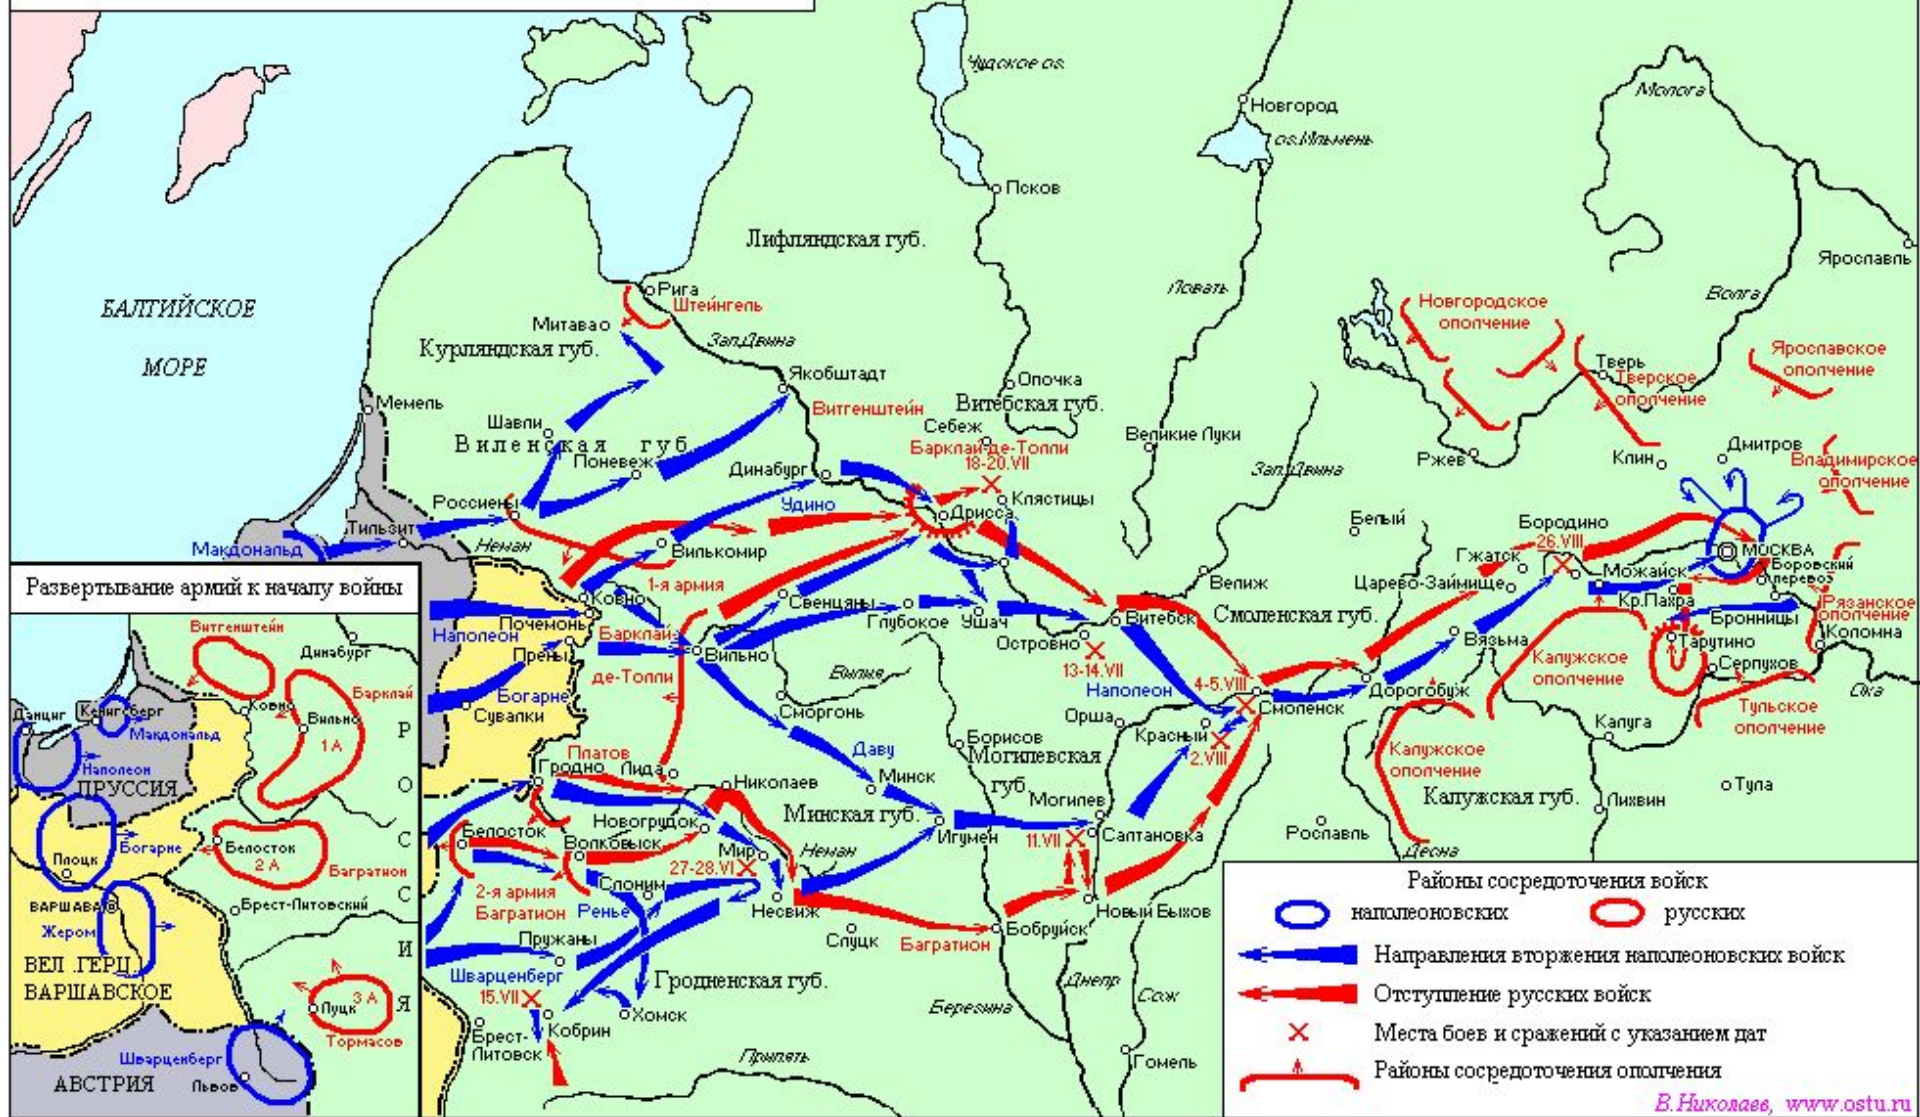 Чудское оз.
Новгород
оз.Ильмень
Псков
Молога
Ярославль
Волга
Лифляндская губ.
Ловать
БАЛТИЙСКОЕ
МОРЕ
Рига
Штейнгель
Митава
Курляндская губ.
Зап.Двина
Якобштадт
Мемель
Шавли
Виленская губ
Поневеж
Россиены
Тильзит
Макдональд
Неман
Опочка
Витебская губ.
Витгенштейн
Себеж
Барклай-де-Толли
18-20.VII
Клястицы
Динабург
Удино
Дрисса
Вилькомир
1-я армия
Великие Луки
Зап.Двина
Новгородское
ополчение
Тверь
Тверское
ополчение
Ярославское
ополчение
Ржев
Клин
Дмитров
Владимирское
ополчение
Белый
Бородино
26.VIII
МОСКВА
Гжатск
Можайск
Боровский
перевоз
Царево-Займище
Кр.Пахра
Рязанское
ополчение
Бронницы
Коломна
Тарутино
Серпухов
Ока
Тульское
ополчение
Калужское
ополчение
Калуга
Тула
Лихвин
Калужская губ.
Калужское
ополчение
Вязьма
Дорогобуж
Велиж
Смоленская губ.
Витебск
Островно
13-14.VII
Наполеон
4-5.VIII
Смоленск
Орша
Красный
2.VIII
Рославль
Десна
Ковно
Почемонь
Наполеон
Прены
Богарне
Сувалки
Барклай-
де-Толли
Свенцяны
Глубокое
Ушач
Вильно
Вилия
Сморгонь
Даву
Борисов
Могилевская
губ
Минск
Минская губ.
Могилев
Салтановка
11.VII
Игумен
Платов
Гродно
Лида
Николаев
Новогрудок
Белосток
Волковыск
Мир
27-28.VI
Неман
2-я армия
Багратион
Слоним
Ренье
Несвиж
Слуцк
Багратион
Бобруйск
Новый Быхов
Пружаны
Шварценберг
15.VII
Гродненская губ.
Хомск
Кобрин
Брест-
Литовск
Припять
Березина
Днепр
Сож
Гомель
Развертывание армий к началу войны
Витгенштейн
Динабург
Барклай
Ковно
Вильно
1 А
Данциг
Кенигсберг
Макдональд
Наполеон
ПРУССИЯ
Белосток
2 А
Багратион
Богарне
Плоцк
ВАРШАВА
Жером
Брест-Литовский
ВЕЛ .ГЕРЦ.
ВАРШАВСКОЕ
Луцк
3 А
Тормасов
Шварценберг
Львов
АВСТРИЯ
Р
О
С
С
И
Я
Районы сосредоточения войск
наполеоновских
русских
Направления вторжения наполеоновских войск
Отступление русских войск
Места боев и сражений с указанием дат
Районы сосредоточения ополчения
В.Николаев, www.ostu.ru